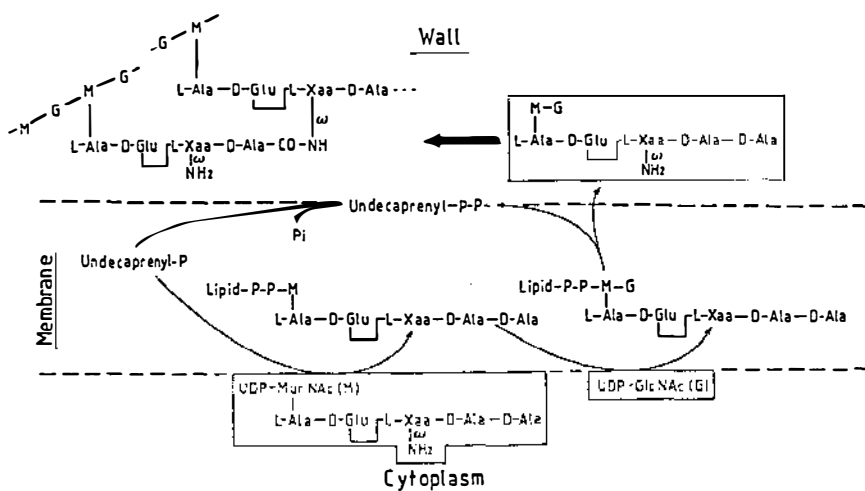 Wall
G — M
M — G
G — M
M — G
L-Ala — D-Glu L-Xaa — D-Ala ---
ω
L-Ala — D-Glu L-Xaa — D-Ala — CO — NH
ω
NH₂
M-G
L-Ala — D-Glu L-Xaa — D-Ala — D-Ala
ω
NH₂
Undecaprenyl-P-P
Pi
Undecaprenyl-P
Membrane
Lipid-P-P-M
L-Ala — D-Glu L-Xaa — D-Ala — D-Ala
Lipid-P-P-M-G
L-Ala — D-Glu L-Xaa — D-Ala — D-Ala
UDP-Mur NAc (M)
L-Ala — D-Glu L-Xaa — D-Ala — D-Ala
ω
NH₂
UDP-GlcNAc (G)
Cytoplasm